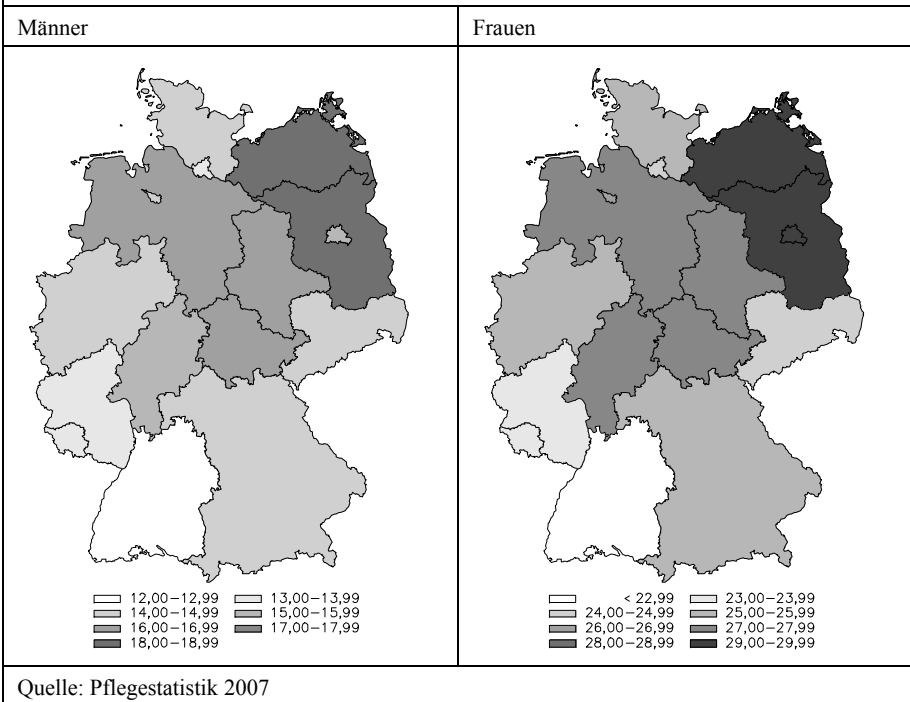 Männer
Frauen
12,00–12,99 13,00–13,99
14,00–14,99 15,00–15,99
16,00–16,99 17,00–17,99
18,00–18,99
< 22,99 23,00–23,99
24,00–24,99 25,00–25,99
26,00–26,99 27,00–27,99
28,00–28,99 29,00–29,99
Quelle: Pflegestatistik 2007